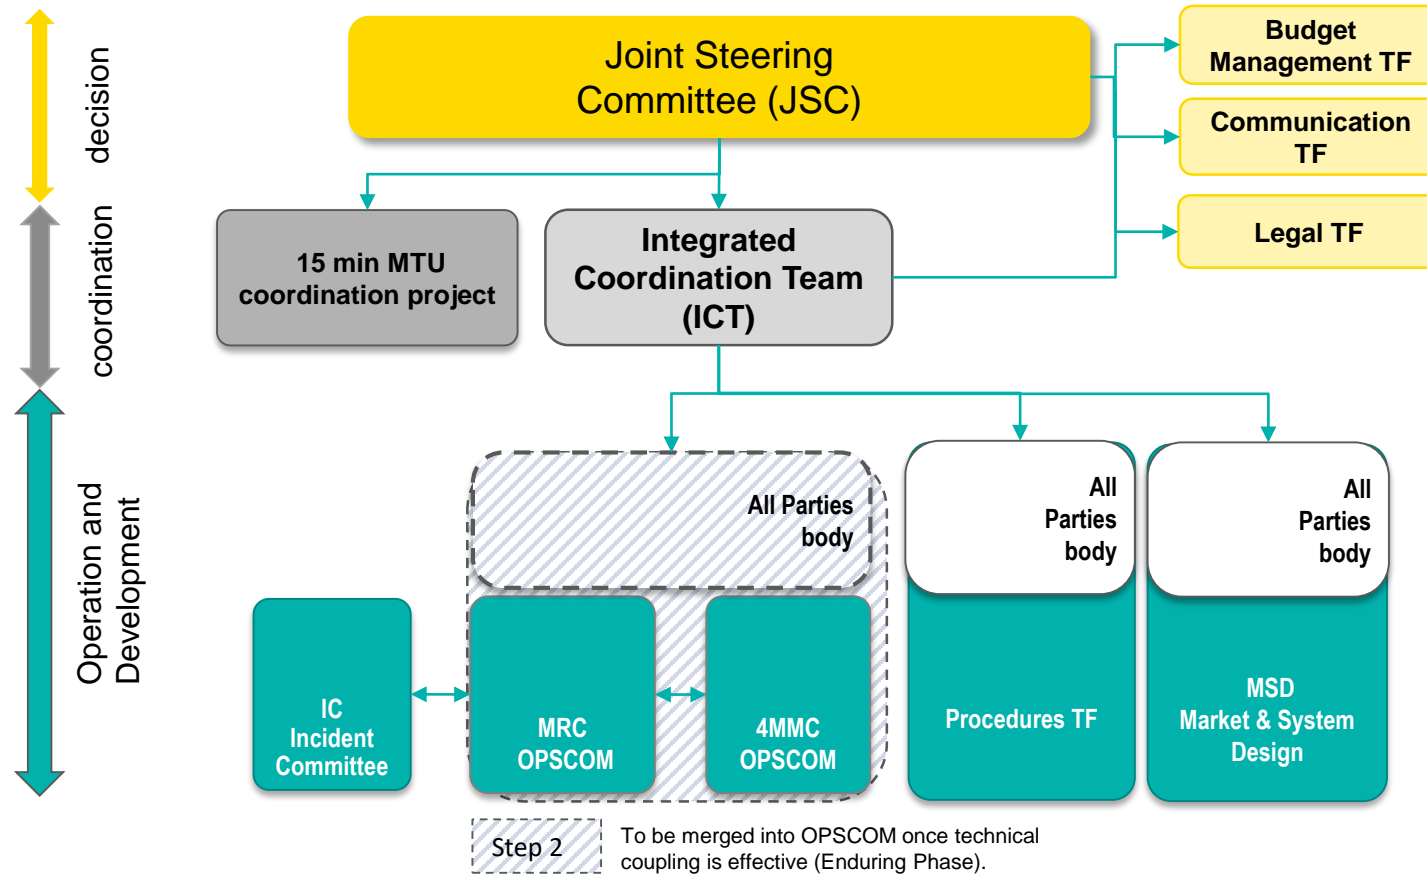 decision
Joint Steering
Committee (JSC)
Budget
Management TF
Communication
TF
Legal TF
coordination
15 min MTU
coordination project
Integrated
Coordination Team
(ICT)
Operation and
Development
All Parties
body
All
Parties
body
All
Parties
body
IC
Incident
Committee
MRC
OPSCOM
4MMC
OPSCOM
Procedures TF
MSD
Market & System
Design
Step 2
To be merged into OPSCOM once technical
coupling is effective (Enduring Phase).